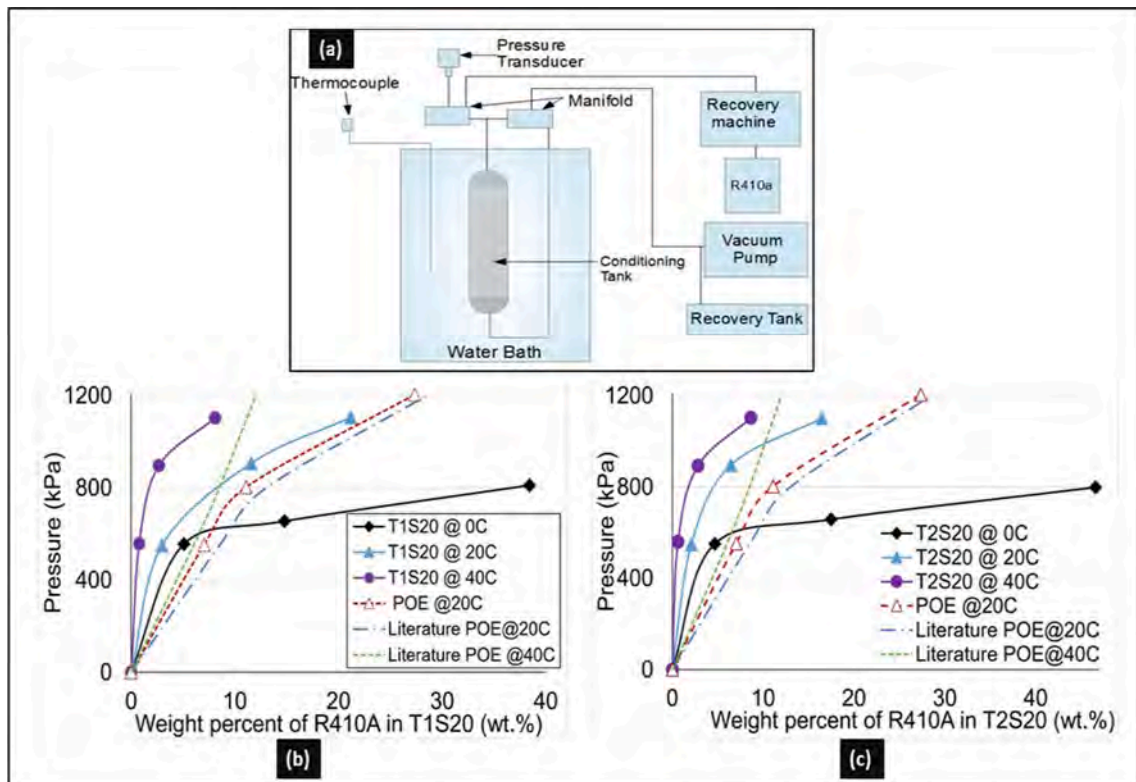 (a)
Pressure
Transducer
Thermocouple
Manifold
Recovery
machine
R410a
Vacuum
Pump
Conditioning
Tank
Recovery Tank
Water Bath
1200
800
400
0
Pressure (kPa)
T1S20 @ 0C
T1S20 @ 20C
T1S20 @ 40C
POE @20C
Literature POE@20C
Literature POE @40C
0 10 20 30 40
Weight percent of R410A in T1S20 (wt.%)
(b)
1200
800
400
0
Pressure (kPa)
T2S20 @ 0C
T2S20 @ 20C
T2S20 @ 40C
POE @20C
Literature POE@20C
Literature POE@40C
0 10 20 30 40
Weight percent of R410A in T2S20 (wt.%)
(c)